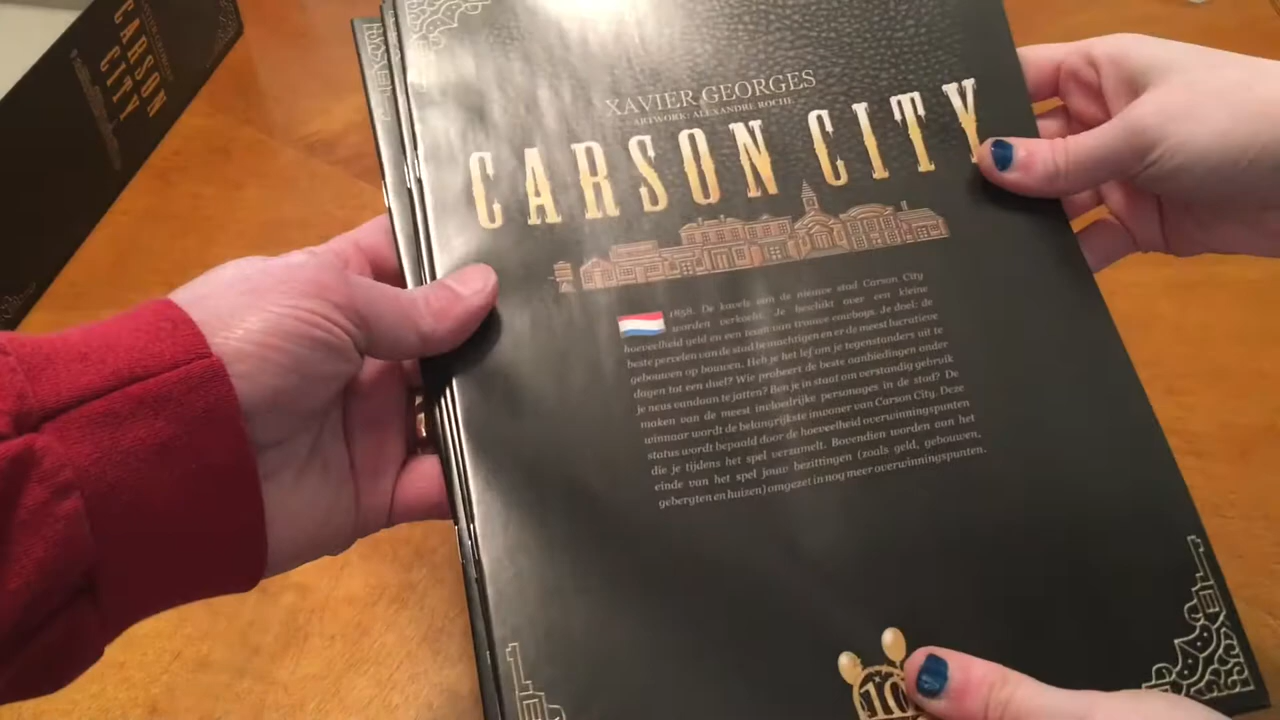 CARSON
CITY
XAVIER GEORGES
ARTWORK: ALEXANDRE ROCHE
CARSON CITY
1858. De kavels van de nieuwe stad Carson City
worden verkocht. Je beschikt over een kleine
hoeveelheid geld en een team van trouwe cowboys. Je doel: de
beste percelen van de stad bemachtigen en er de meest lucratieve
gebouwen op bouwen. Heb je het lef om je tegenstanders uit te
dagen tot een duel? Wie probeert de beste aanbiedingen onder
je neus vandaan te jatten? Ben je in staat om verstandig gebruik
maken van de meest invloedrijke personages in de stad? De
winnaar wordt de belangrijkste inwoner van Carson City. Deze
status wordt bepaald door de hoeveelheid overwinningspunten
die je tijdens het spel verzamelt. Bovendien worden aan het
einde van het spel jouw bezittingen (zoals geld, gebouwen,
gebergten en huizen) omgezet in nog meer overwinningspunten.
10